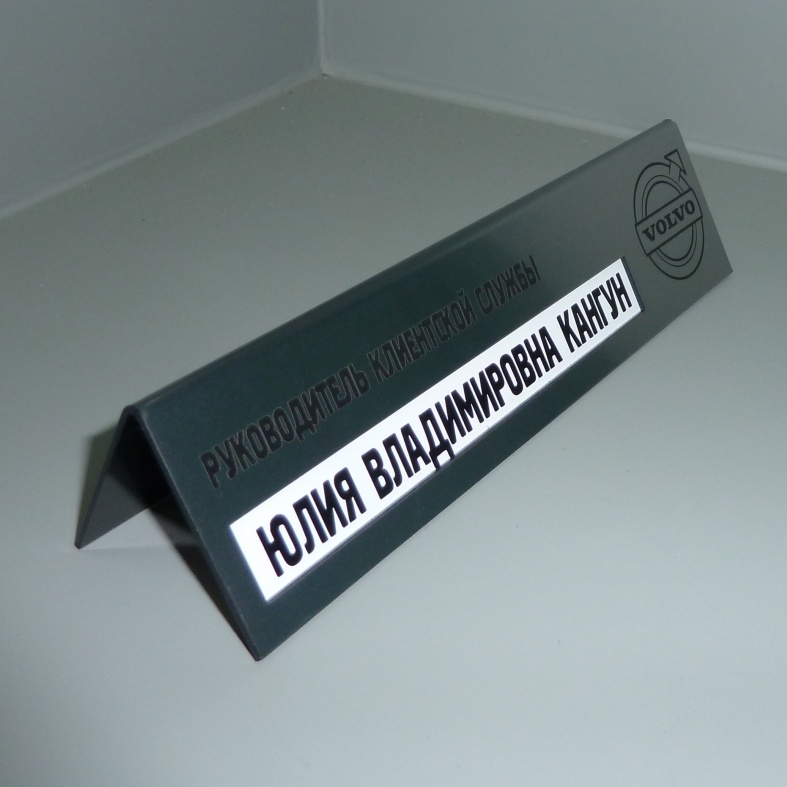 VOLVO
РУКОВОДИТЕЛЬ КЛИЕНТСКОЙ СЛУЖБЫ
ЮЛИЯ ВЛАДИМИРОВНА КАНГУН